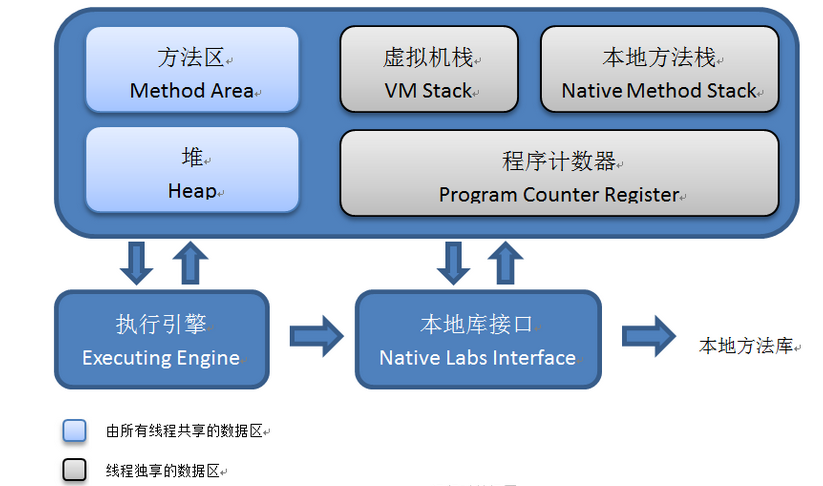 方法区
Method Area
虚拟机栈
VM Stack
本地方法栈
Native Method Stack
堆
Heap
程序计数器
Program Counter Register
执行引擎
Executing Engine
本地库接口
Native Labs Interface
本地方法库
由所有线程共享的数据区
线程独享的数据区